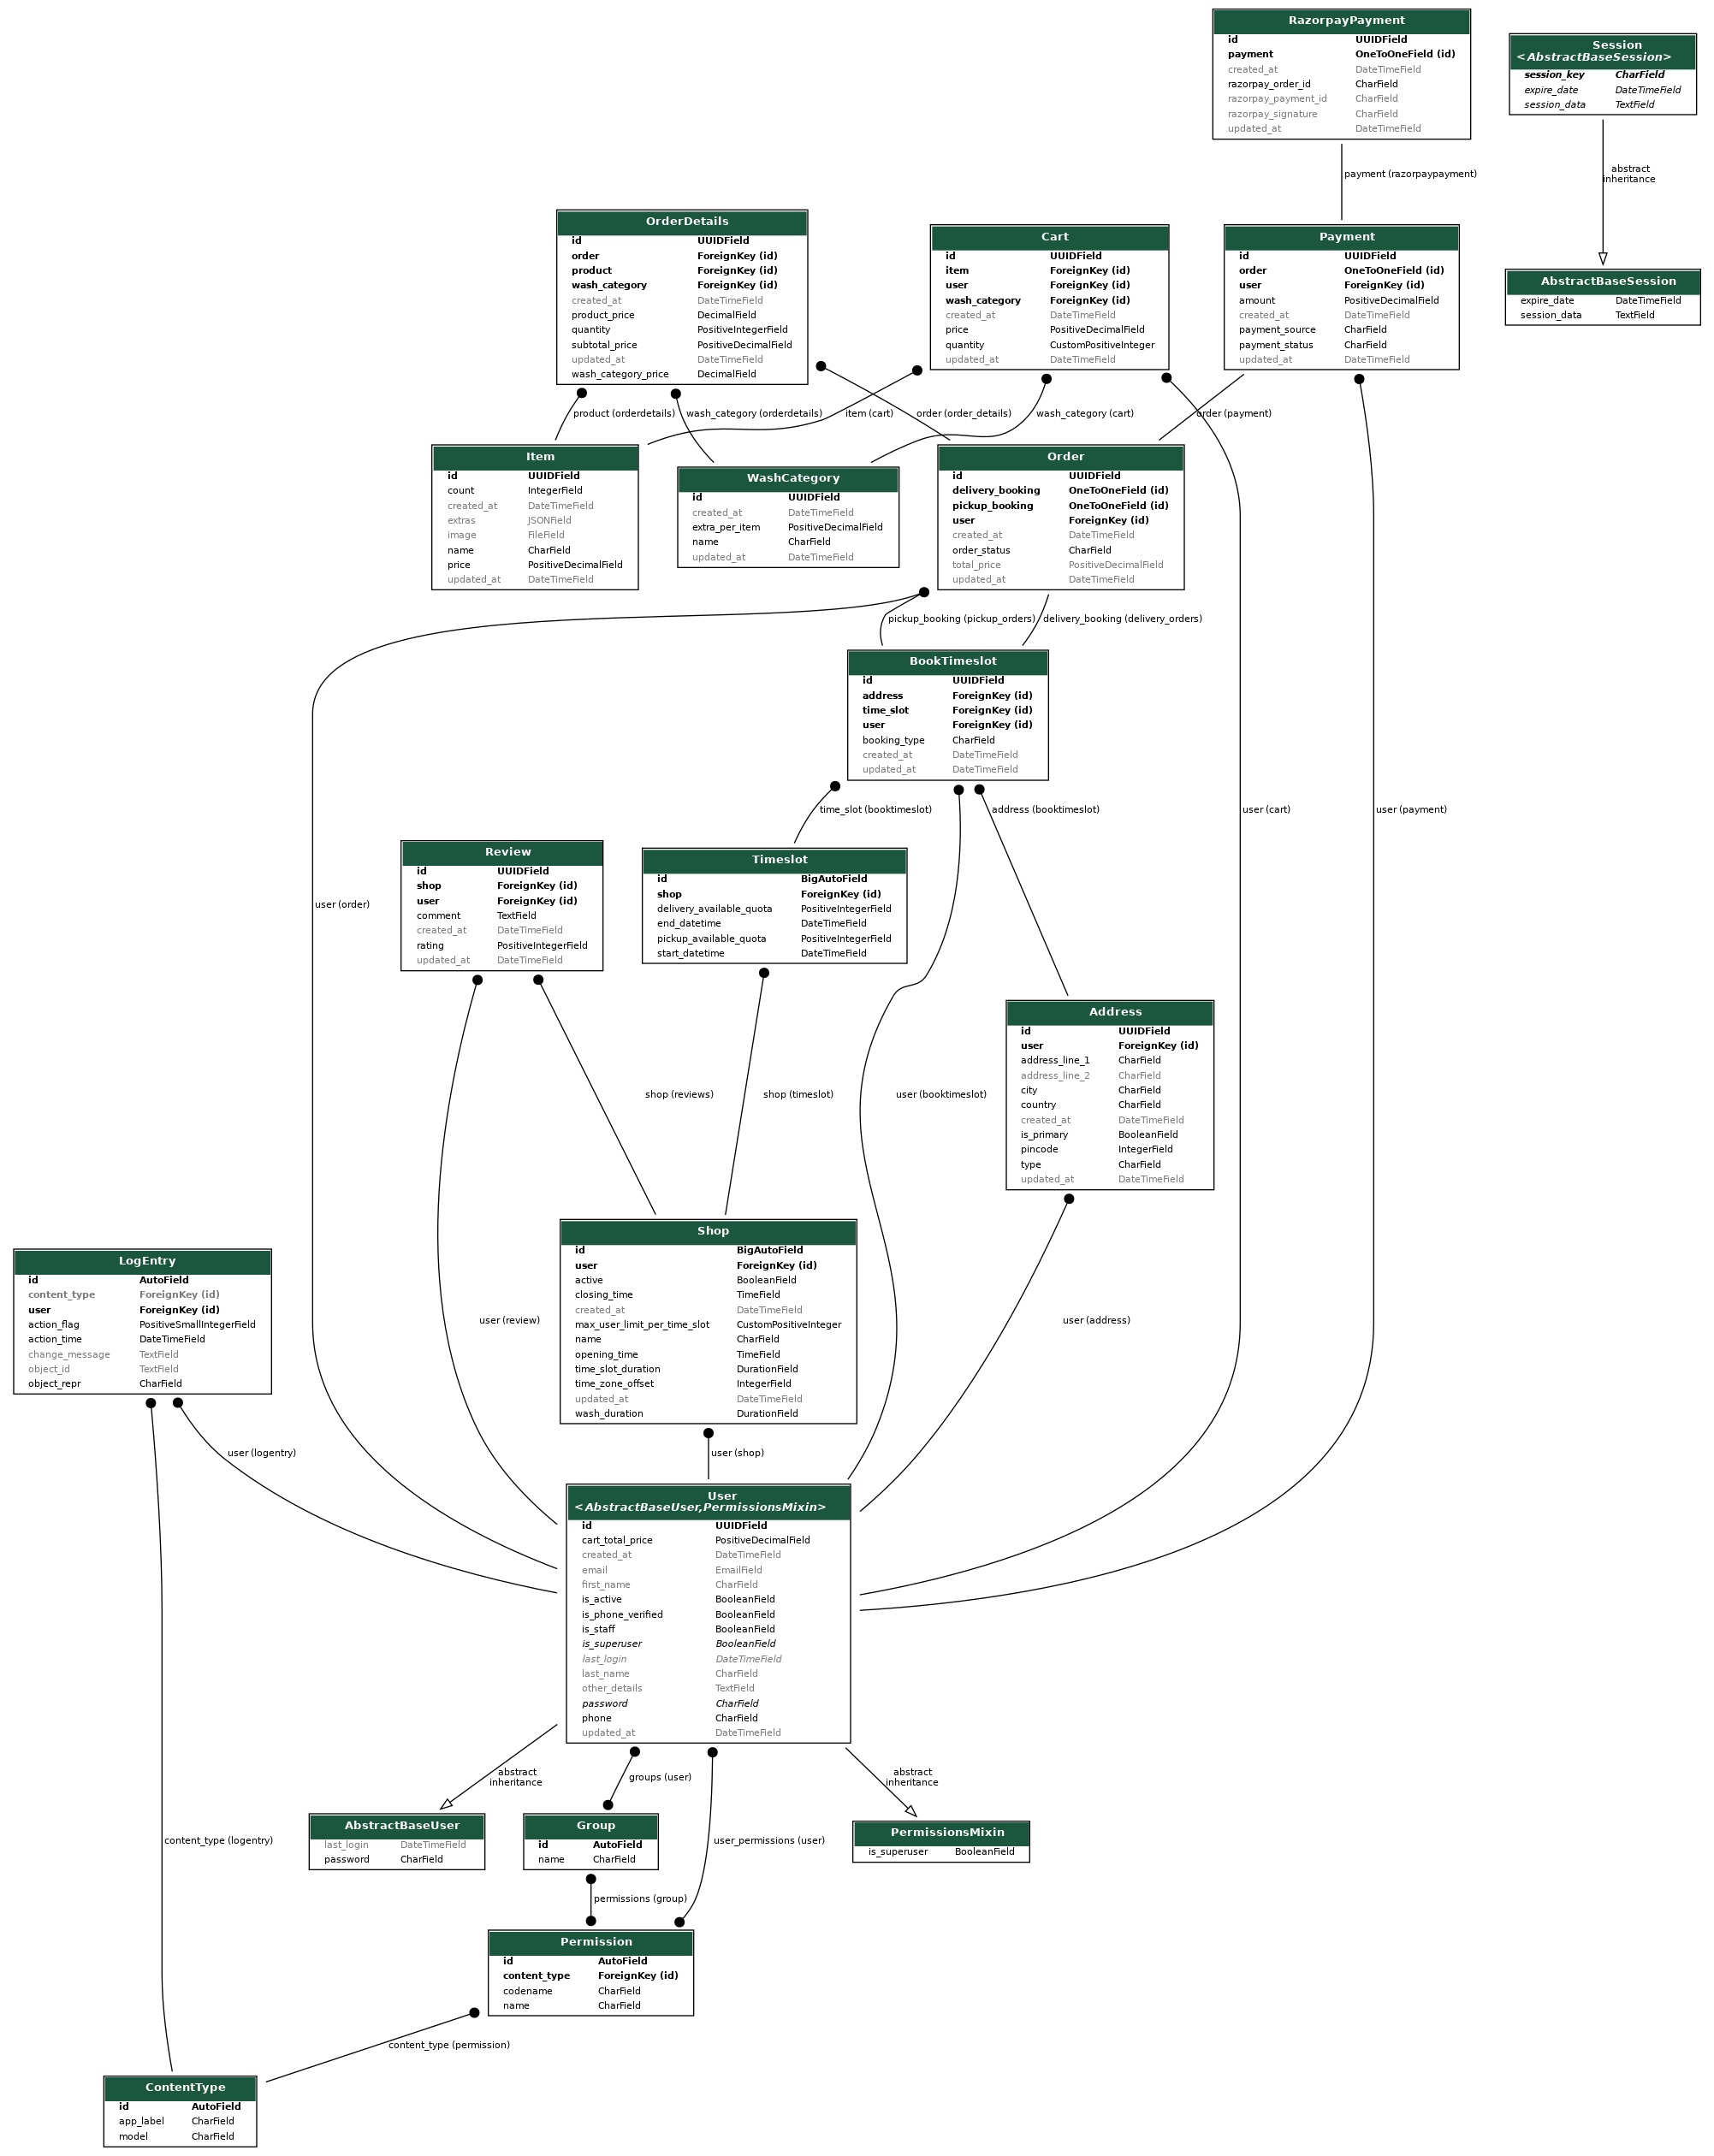 RazorpayPayment
id UUIDField
payment OneToOneField (id)
created_at DateTimeField
razorpay_order_id CharField
razorpay_payment_id CharField
razorpay_signature CharField
updated_at DateTimeField
Session
<AbstractBaseSession>
session_key CharField
expire_date DateTimeField
session_data TextField
payment (razorpaypayment)
abstract
inheritance
OrderDetails
id UUIDField
order ForeignKey (id)
product ForeignKey (id)
wash_category ForeignKey (id)
created_at DateTimeField
product_price DecimalField
quantity PositiveIntegerField
subtotal_price PositiveDecimalField
updated_at DateTimeField
wash_category_price DecimalField
Cart
id UUIDField
item ForeignKey (id)
user ForeignKey (id)
wash_category ForeignKey (id)
created_at DateTimeField
price PositiveDecimalField
quantity CustomPositiveInteger
updated_at DateTimeField
Payment
id UUIDField
order OneToOneField (id)
user ForeignKey (id)
amount PositiveDecimalField
created_at DateTimeField
payment_source CharField
payment_status CharField
updated_at DateTimeField
AbstractBaseSession
expire_date DateTimeField
session_data TextField
product (orderdetails)
wash_category (orderdetails)
item (cart)
order (order_details)
wash_category (cart)
order (payment)
Item
id UUIDField
count IntegerField
created_at DateTimeField
extras JSONField
image FileField
name CharField
price PositiveDecimalField
updated_at DateTimeField
WashCategory
id UUIDField
created_at DateTimeField
extra_per_item PositiveDecimalField
name CharField
updated_at DateTimeField
Order
id UUIDField
delivery_booking OneToOneField (id)
pickup_booking OneToOneField (id)
user ForeignKey (id)
created_at DateTimeField
order_status CharField
total_price PositiveDecimalField
updated_at DateTimeField
pickup_booking (pickup_orders)
delivery_booking (delivery_orders)
BookTimeslot
id UUIDField
address ForeignKey (id)
time_slot ForeignKey (id)
user ForeignKey (id)
booking_type CharField
created_at DateTimeField
updated_at DateTimeField
time_slot (booktimeslot)
address (booktimeslot)
user (cart)
user (payment)
user (order)
Review
id UUIDField
shop ForeignKey (id)
user ForeignKey (id)
comment TextField
created_at DateTimeField
rating PositiveIntegerField
updated_at DateTimeField
Timeslot
id BigAutoField
shop ForeignKey (id)
delivery_available_quota PositiveIntegerField
end_datetime DateTimeField
pickup_available_quota PositiveIntegerField
start_datetime DateTimeField
Address
id UUIDField
user ForeignKey (id)
address_line_1 CharField
address_line_2 CharField
city CharField
country CharField
created_at DateTimeField
is_primary BooleanField
pincode IntegerField
type CharField
updated_at DateTimeField
shop (reviews)
shop (timeslot)
user (booktimeslot)
Shop
id BigAutoField
user ForeignKey (id)
active BooleanField
closing_time TimeField
created_at DateTimeField
max_user_limit_per_time_slot CustomPositiveInteger
name CharField
opening_time TimeField
time_slot_duration DurationField
time_zone_offset IntegerField
updated_at DateTimeField
wash_duration DurationField
LogEntry
id AutoField
content_type ForeignKey (id)
user ForeignKey (id)
action_flag PositiveSmallIntegerField
action_time DateTimeField
change_message TextField
object_id TextField
object_repr CharField
user (review)
user (address)
user (logentry)
user (shop)
User
<AbstractBaseUser,PermissionsMixin>
id UUIDField
cart_total_price PositiveDecimalField
created_at DateTimeField
email EmailField
first_name CharField
is_active BooleanField
is_phone_verified BooleanField
is_staff BooleanField
is_superuser BooleanField
last_login DateTimeField
last_name CharField
other_details TextField
password CharField
phone CharField
updated_at DateTimeField
abstract
inheritance
groups (user)
abstract
inheritance
AbstractBaseUser
last_login DateTimeField
password CharField
Group
id AutoField
name CharField
PermissionsMixin
is_superuser BooleanField
content_type (logentry)
user_permissions (user)
permissions (group)
Permission
id AutoField
content_type ForeignKey (id)
codename CharField
name CharField
content_type (permission)
ContentType
id AutoField
app_label CharField
model CharField